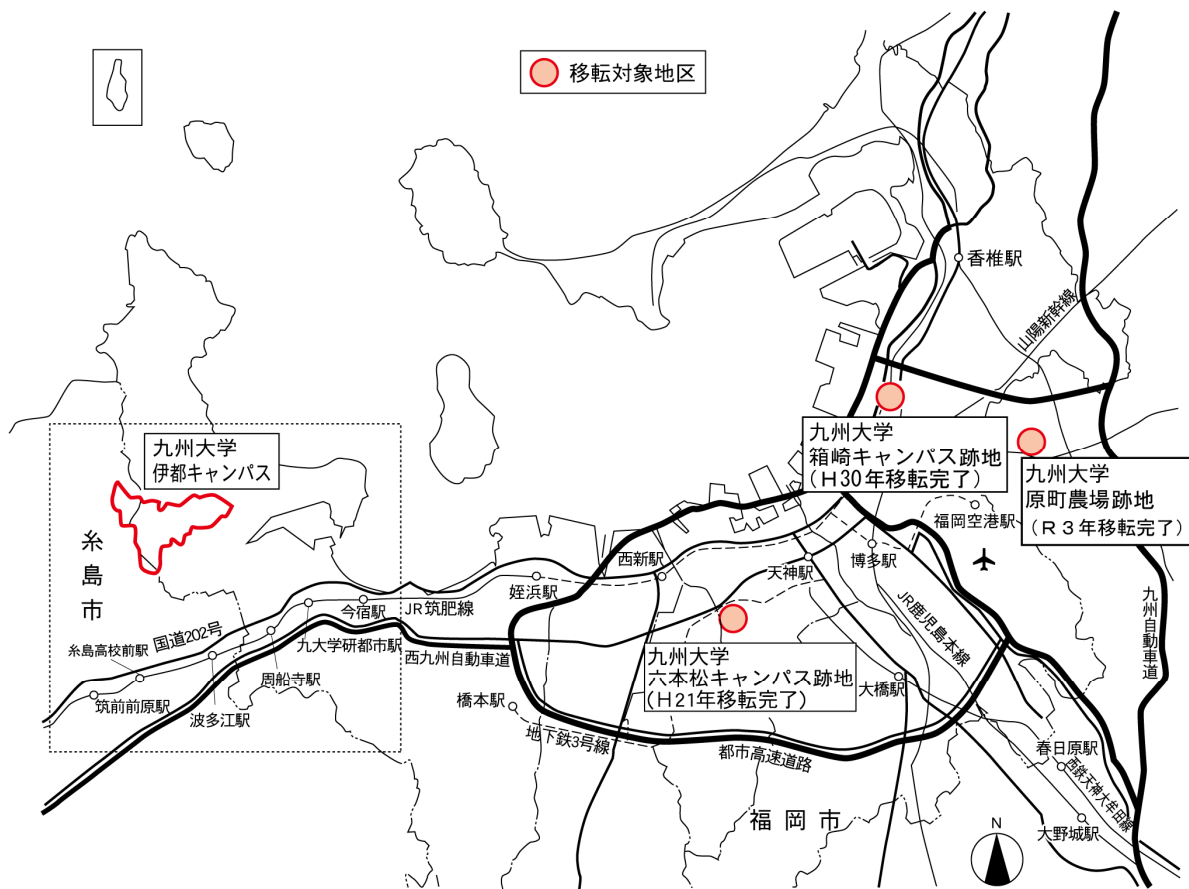 移転対象地区
香椎駅
山陽新幹線
九州大学
伊都キャンパス
九州大学
箱崎キャンパス跡地
(H30年移転完了)
九州大学
原町農場跡地
(R3年移転完了)
福岡空港駅
糸島市
西新駅
天神駅
博多駅
姪浜駅
今宿駅
JR筑肥線
JR鹿児島本線
九州自動車道
国道202号
糸島高校前駅
九大学研都市駅
西九州自動車道
九州大学
六本松キャンパス跡地
(H21年移転完了)
周船寺駅
大橋駅
筑前前原駅
波多江駅
橋本駅
地下鉄3号線
都市高速道路
春日原駅
西鉄天神大牟田線
福岡市
大野城駅
N